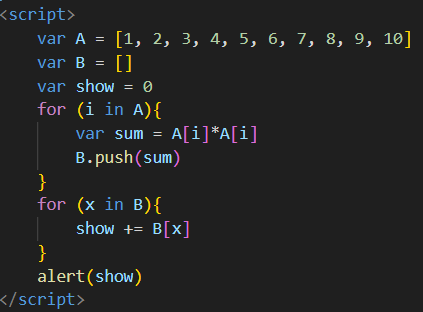 <script>
var A = [1, 2, 3, 4, 5, 6, 7, 8, 9, 10]
var B = []
var show = 0
for (i in A){
var sum = A[i]*A[i]
B.push(sum)
}
for (x in B){
show += B[x]
}
alert(show)
</script>